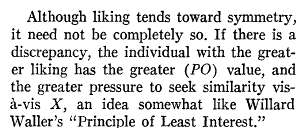 Although liking tends toward symmetry,
it need not be completely so. If there is a
discrepancy, the individual with the great-
er liking has the greater (PO) value, and
the greater pressure to seek similarity vis-
à-vis X, an idea somewhat like Willard
Waller's "Principle of Least Interest."